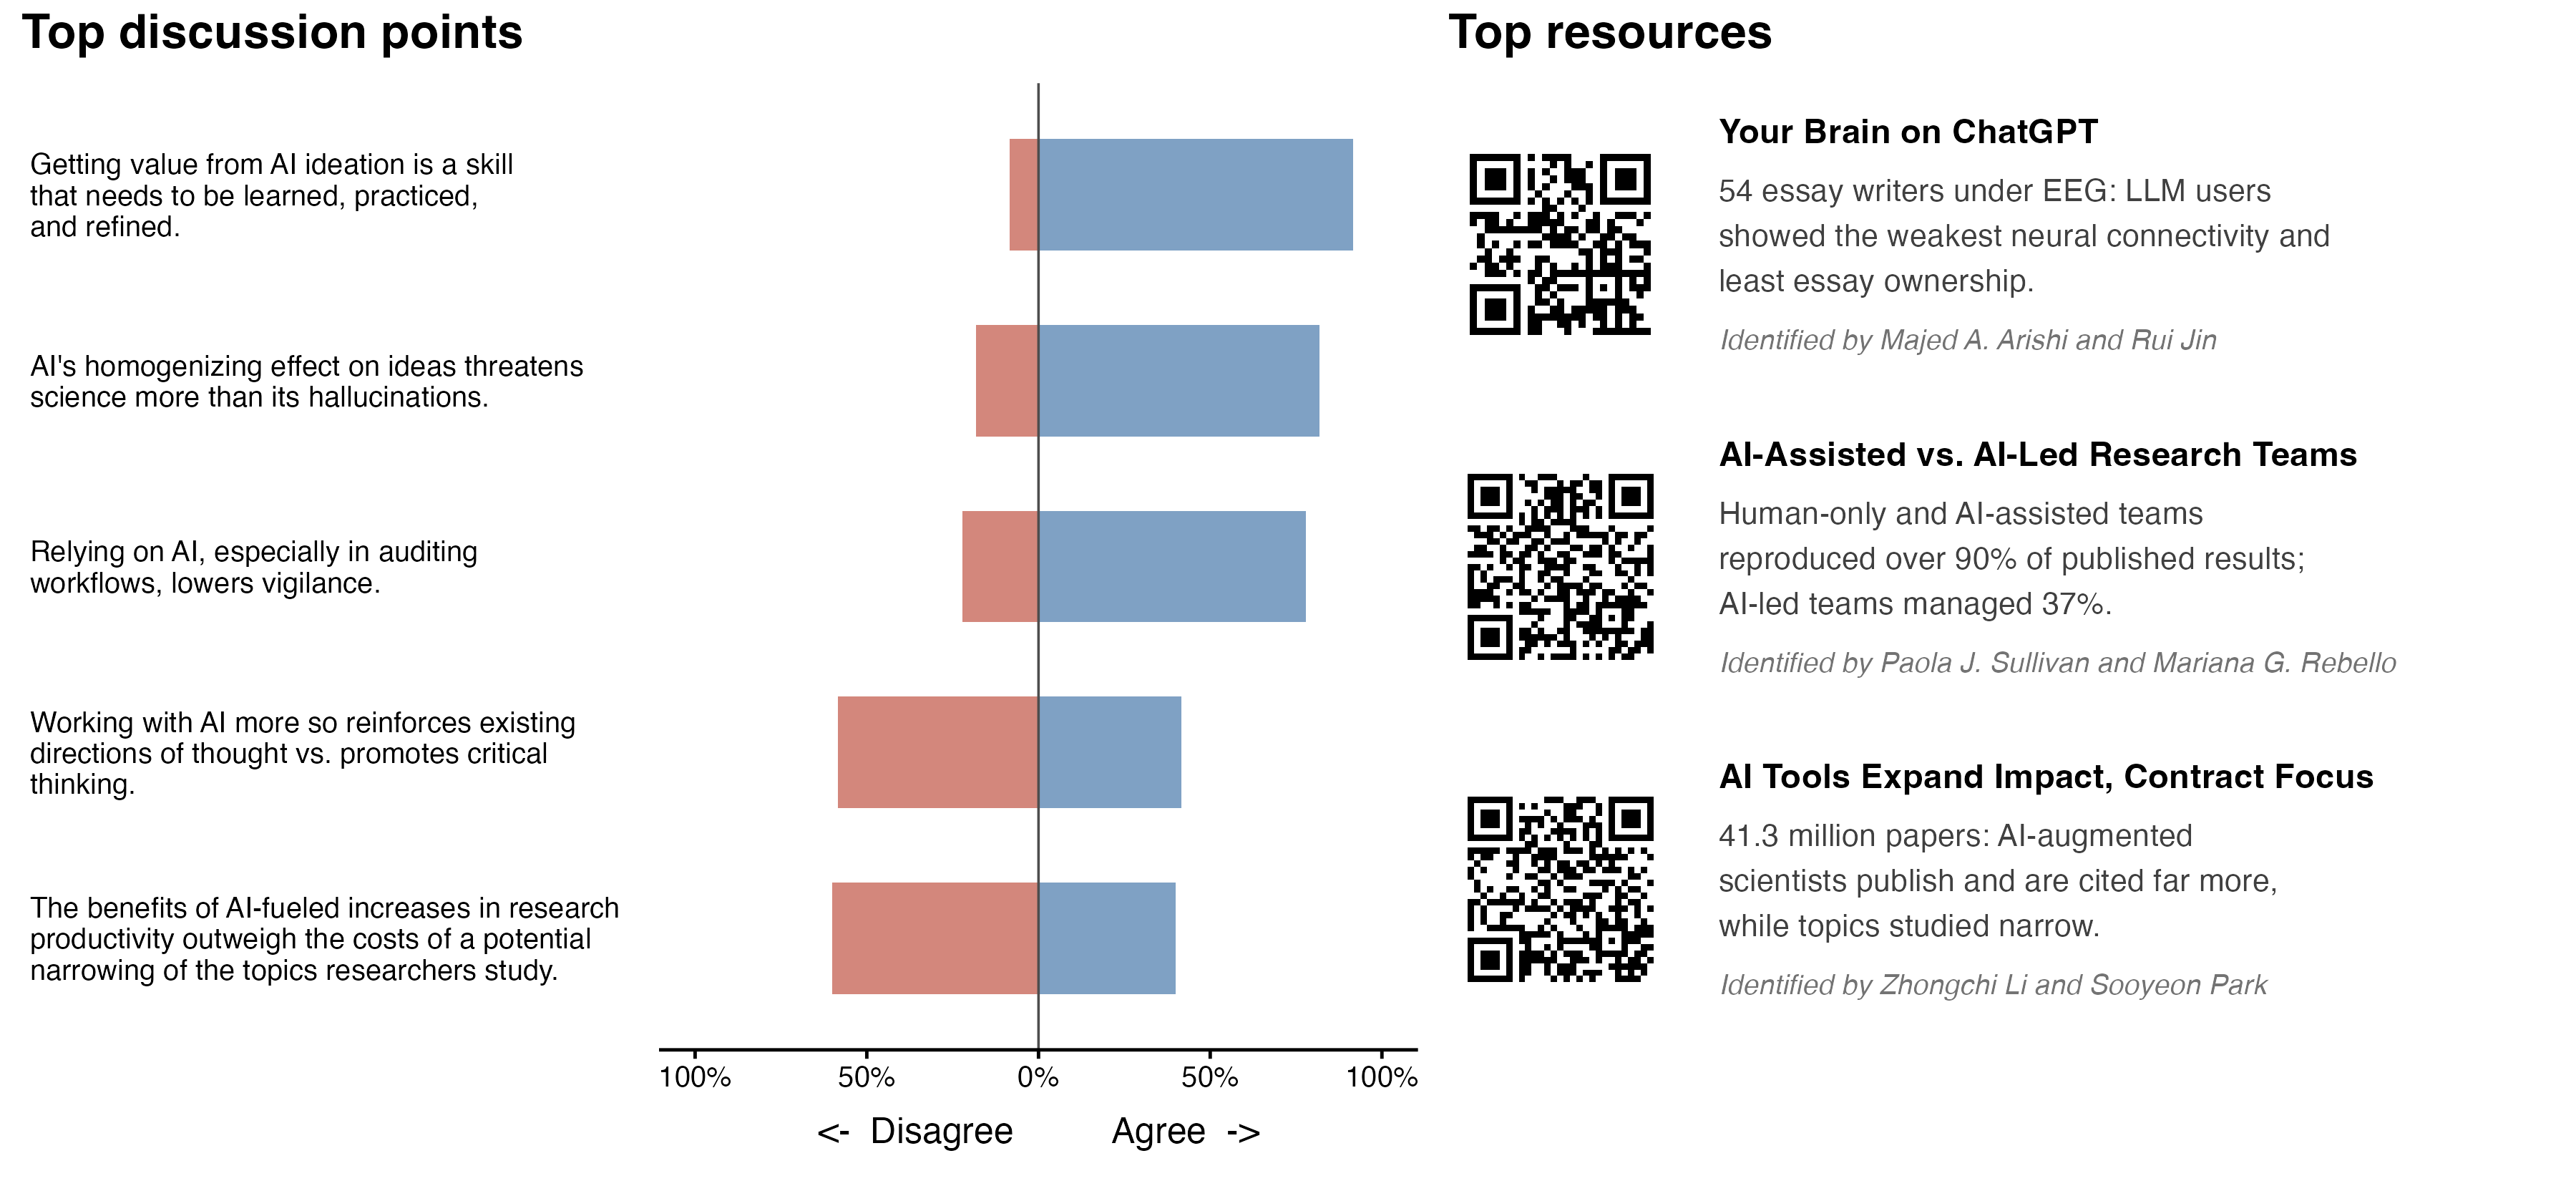 Top discussion points
Getting value from AI ideation is a skill
that needs to be learned, practiced,
and refined.
AI's homogenizing effect on ideas threatens
science more than its hallucinations.
Relying on AI, especially in auditing
workflows, lowers vigilance.
Working with AI more so reinforces existing
directions of thought vs. promotes critical
thinking.
The benefits of AI-fueled increases in research
productivity outweigh the costs of a potential
narrowing of the topics researchers study.
100% 50% 0% 50% 100%
<- Disagree Agree ->
Top resources
Your Brain on ChatGPT
54 essay writers under EEG: LLM users
showed the weakest neural connectivity and
least essay ownership.
Identified by Majed A. Arishi and Rui Jin
AI-Assisted vs. AI-Led Research Teams
Human-only and AI-assisted teams
reproduced over 90% of published results;
AI-led teams managed 37%.
Identified by Paola J. Sullivan and Mariana G. Rebello
AI Tools Expand Impact, Contract Focus
41.3 million papers: AI-augmented
scientists publish and are cited far more,
while topics studied narrow.
Identified by Zhongchi Li and Sooyeon Park